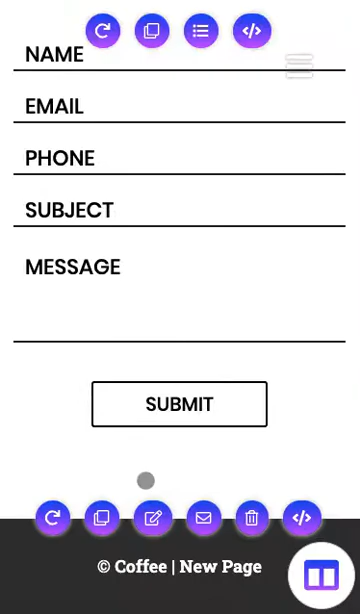 NAME
EMAIL
PHONE
SUBJECT
MESSAGE
SUBMIT
© Coffee | New Page